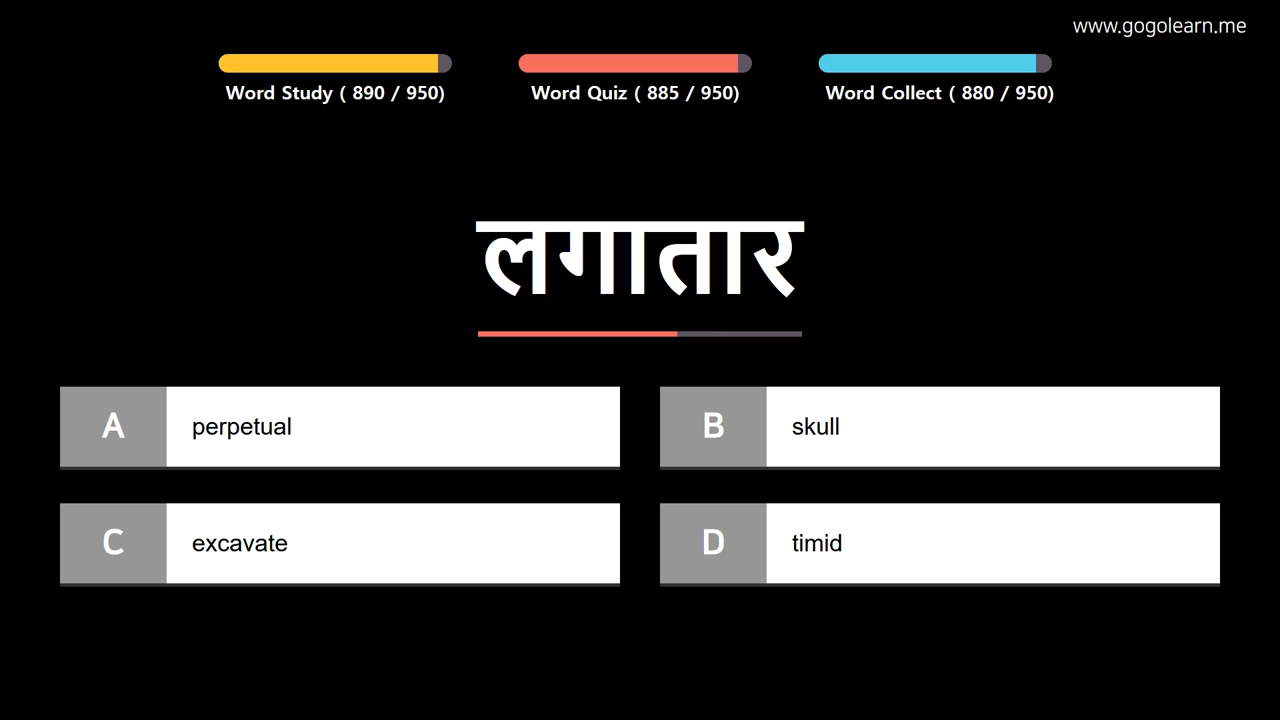 www.gogolearn.me
Word Study ( 890 / 950)
Word Quiz ( 885 / 950)
Word Collect ( 880 / 950)
लगातार
A perpetual
B skull
C excavate
D timid